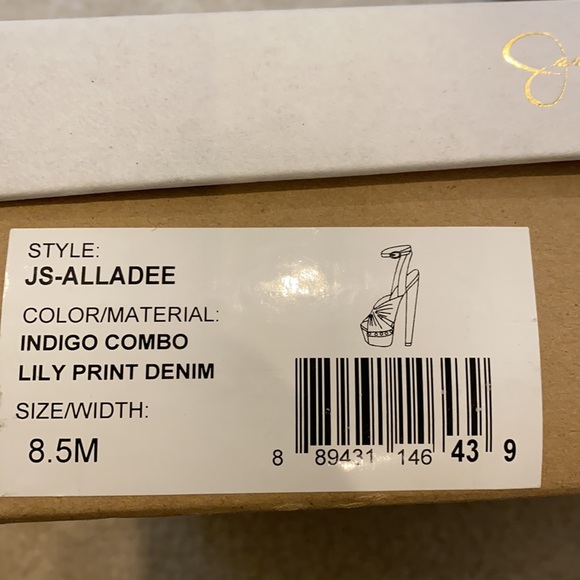 STYLE:
JS-ALLADEE
COLOR/MATERIAL:
INDIGO COMBO
LILY PRINT DENIM
SIZE/WIDTH:
8.5M
8 89431 146 43 9